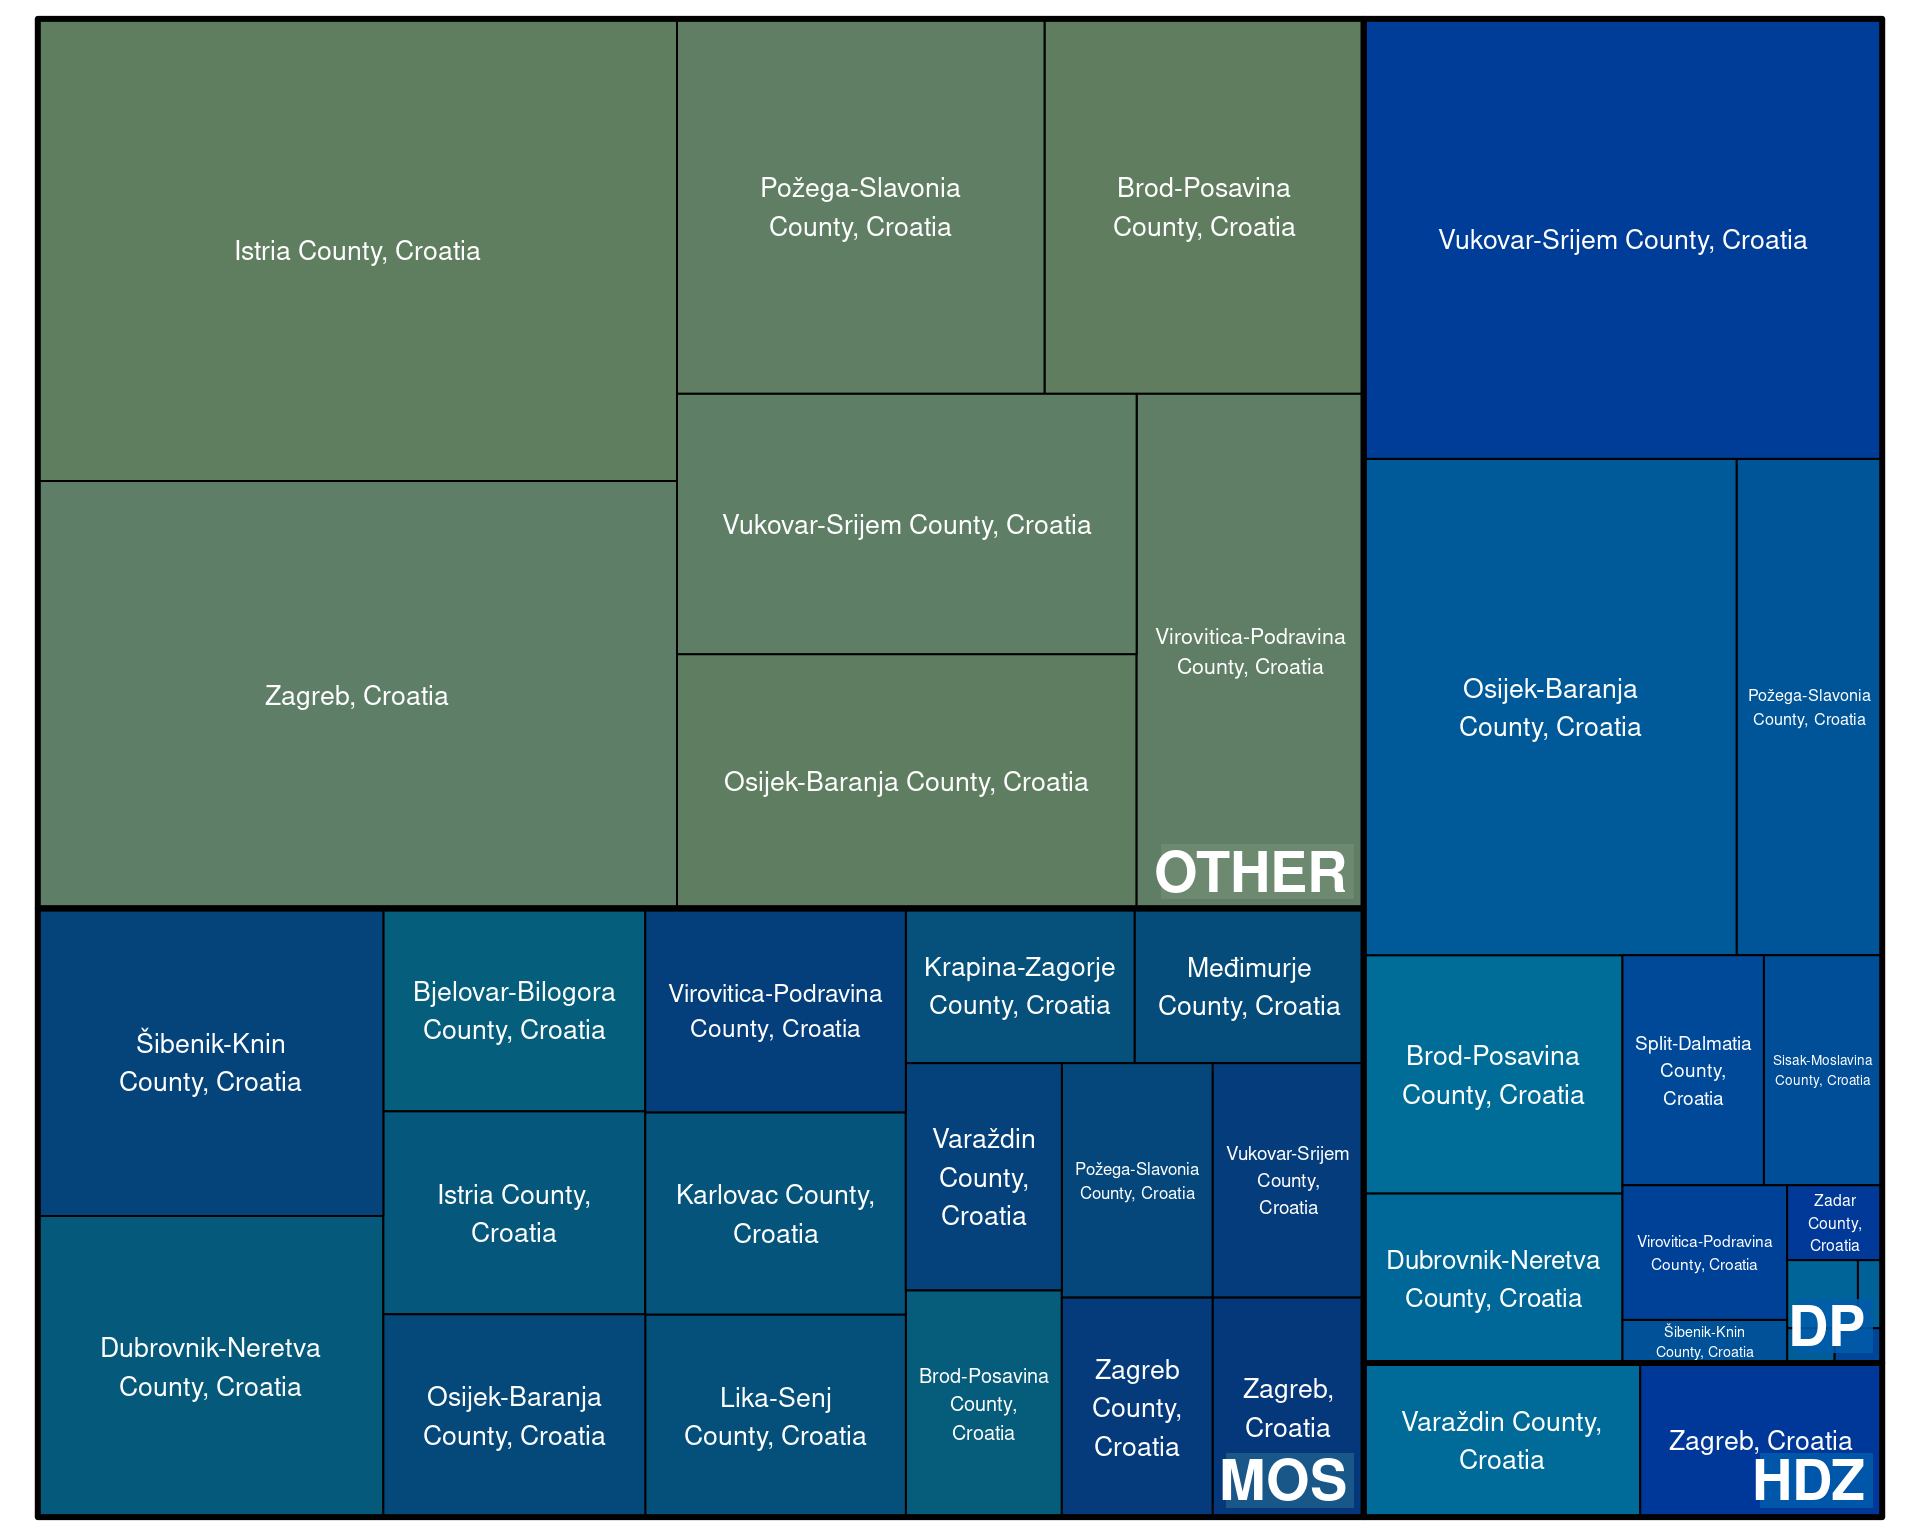 Istria County, Croatia
Zagreb, Croatia
Požega-Slavonia
County, Croatia
Brod-Posavina
County, Croatia
Vukovar-Srijem County, Croatia
Osijek-Baranja County, Croatia
Virovitica-Podravina
County, Croatia
OTHER
Šibenik-Knin
County, Croatia
Dubrovnik-Neretva
County, Croatia
Bjelovar-Bilogora
County, Croatia
Istria County,
Croatia
Osijek-Baranja
County, Croatia
Virovitica-Podravina
County, Croatia
Karlovac County,
Croatia
Lika-Senj
County, Croatia
Krapina-Zagorje
County, Croatia
Međimurje
County, Croatia
Varaždin
County,
Croatia
Brod-Posavina
County,
Croatia
Požega-Slavonia
County, Croatia
Vukovar-Srijem
County,
Croatia
Zagreb
County,
Croatia
Zagreb,
Croatia
MOS
Vukovar-Srijem County, Croatia
Osijek-Baranja
County, Croatia
Požega-Slavonia
County, Croatia
Brod-Posavina
County, Croatia
Dubrovnik-Neretva
County, Croatia
Split-Dalmatia
County,
Croatia
Sisak-Moslavina
County, Croatia
Virovitica-Podravina
County, Croatia
Šibenik-Knin
County, Croatia
Zadar
County,
Croatia
DP
Varaždin County,
Croatia
Zagreb, Croatia
HDZ